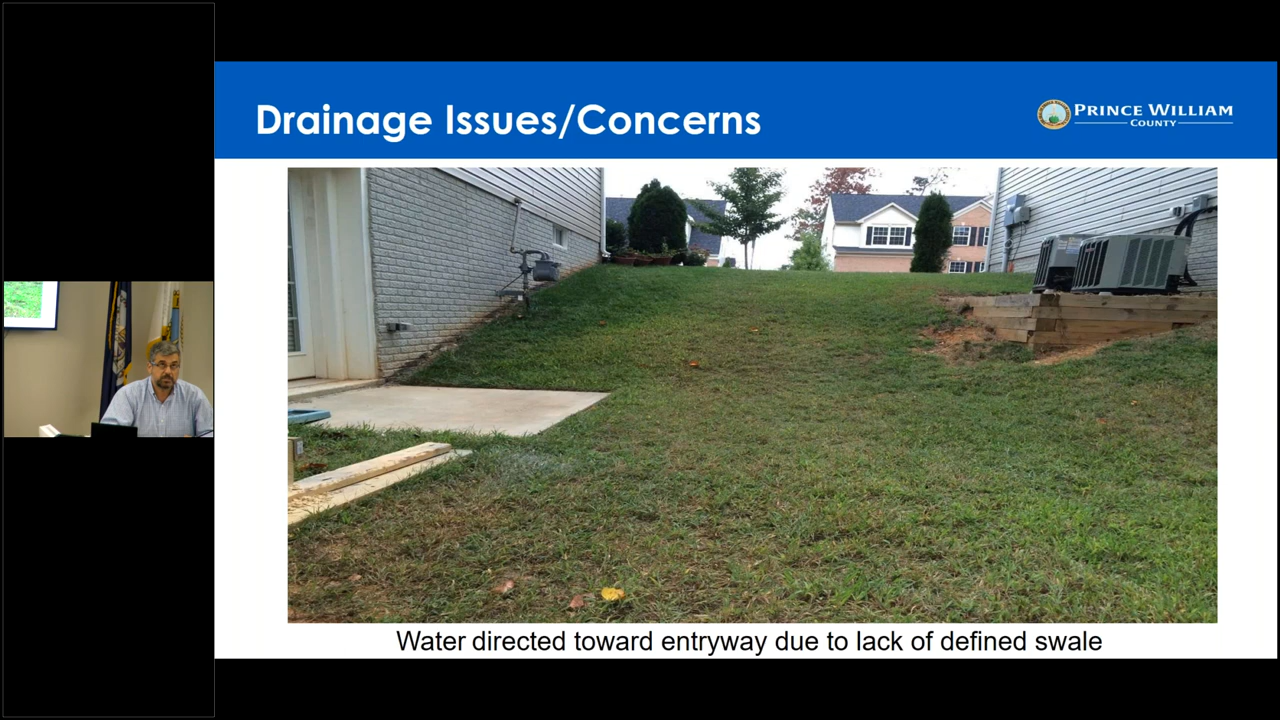 Drainage Issues/Concerns
PRINCE WILLIAM
COUNTY
Water directed toward entryway due to lack of defined swale